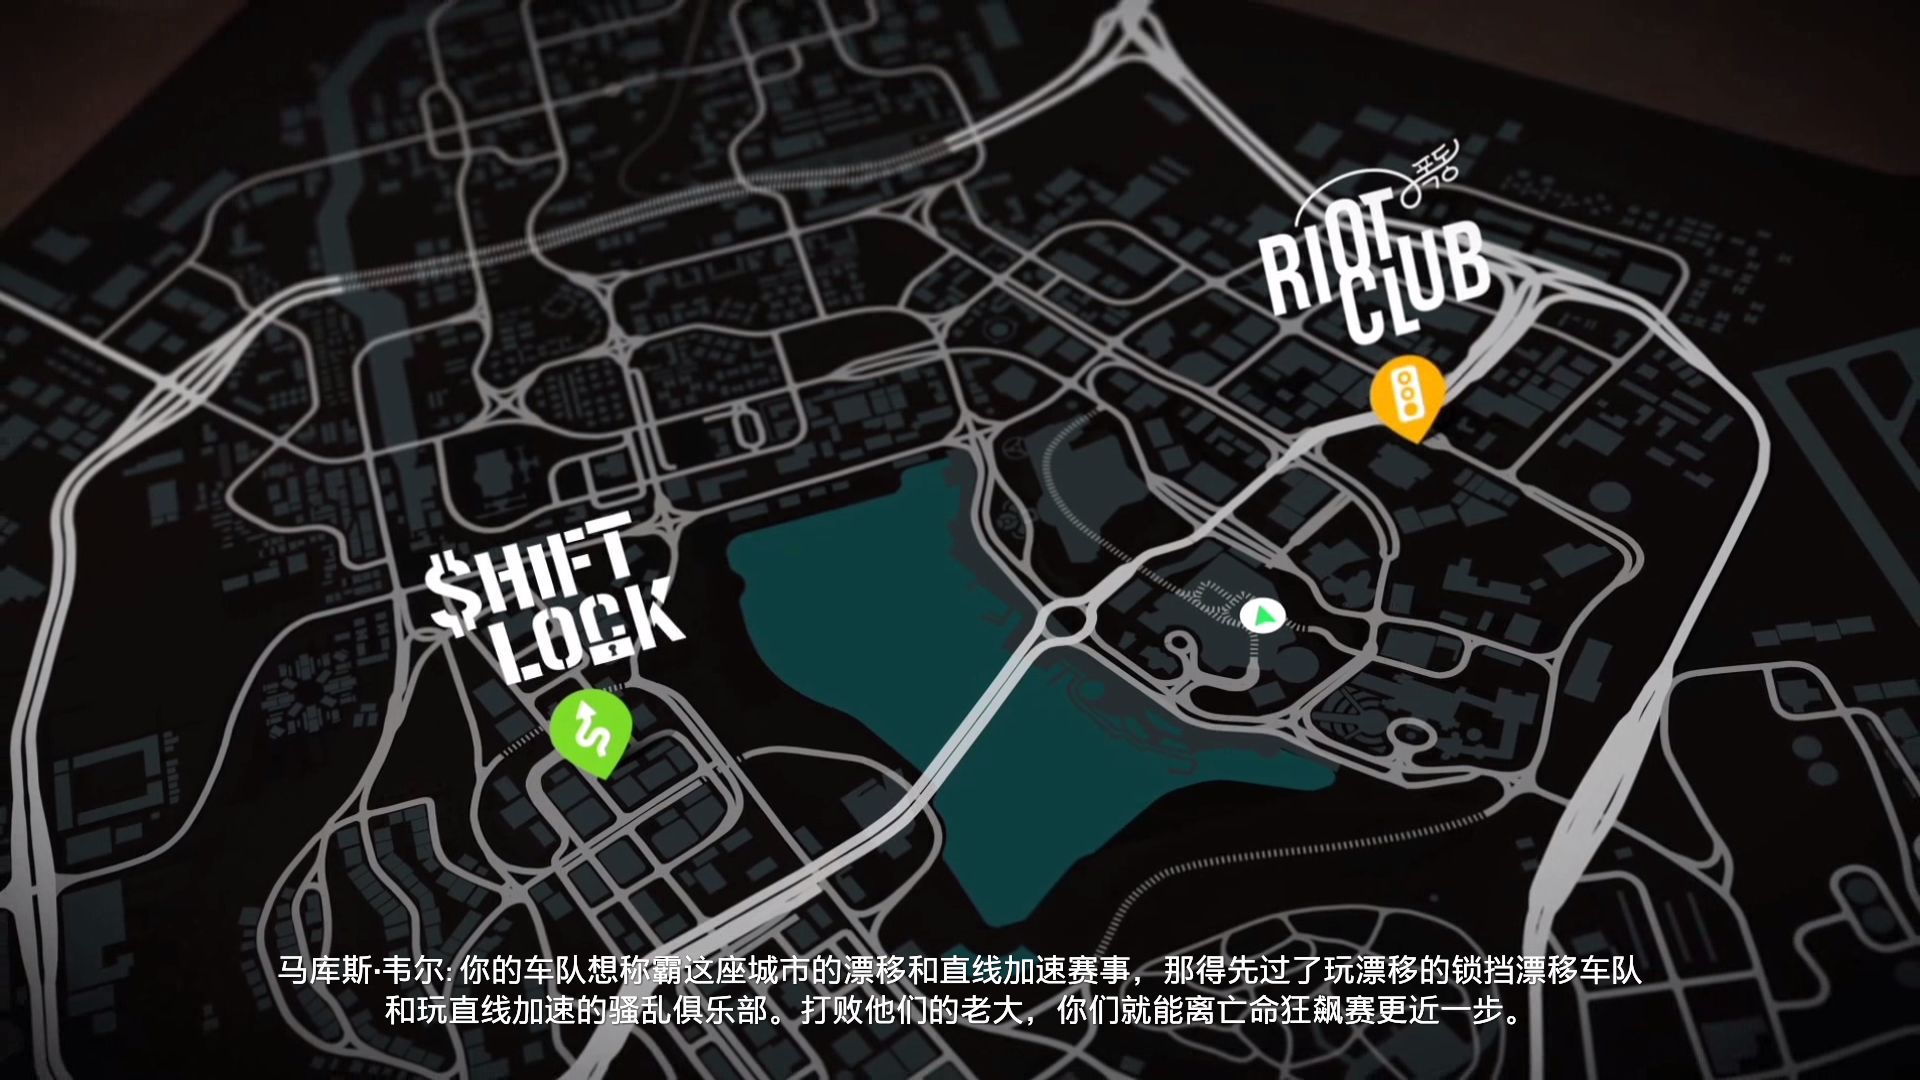 폭동
RIOT
CLUB
$HIFT
LOCK
马库斯·韦尔: 你的车队想称霸这座城市的漂移和直线加速赛事，那得先过了玩漂移的锁挡漂移车队
和玩直线加速的骚乱俱乐部。打败他们的老大，你们就能离亡命狂飙赛更近一步。